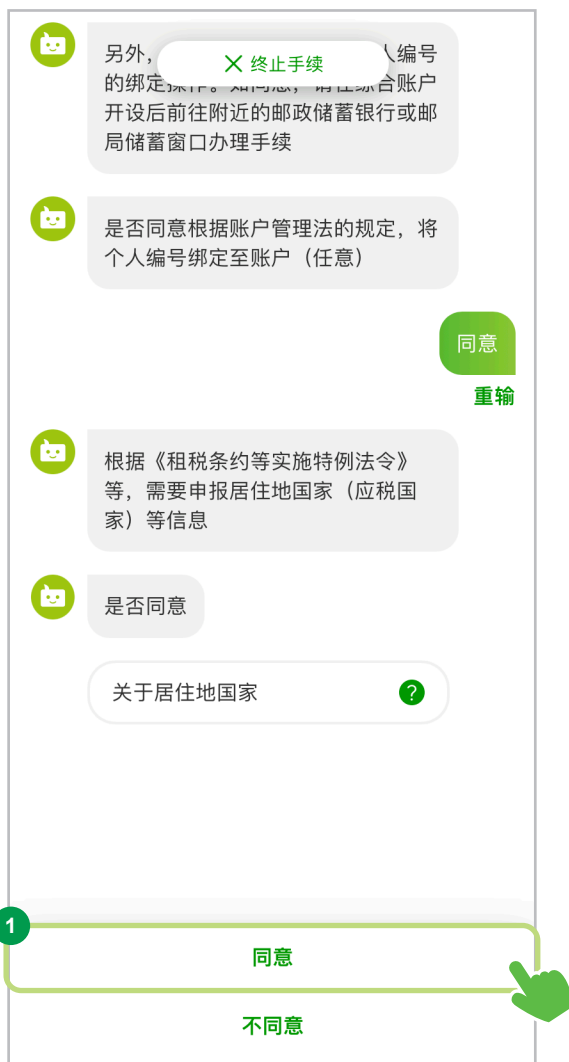 另外，
人编号
× 终止手续
开设后前往附近的邮政储蓄银行或邮
局储蓄窗口办理手续
是否同意根据账户管理法的规定，将
个人编号绑定至账户（任意）
同意
重输
根据《租税条约等实施特例法令》
等，需要申报居住地国家（应税国
家）等信息
是否同意
关于居住地国家
?
1
同意
不同意